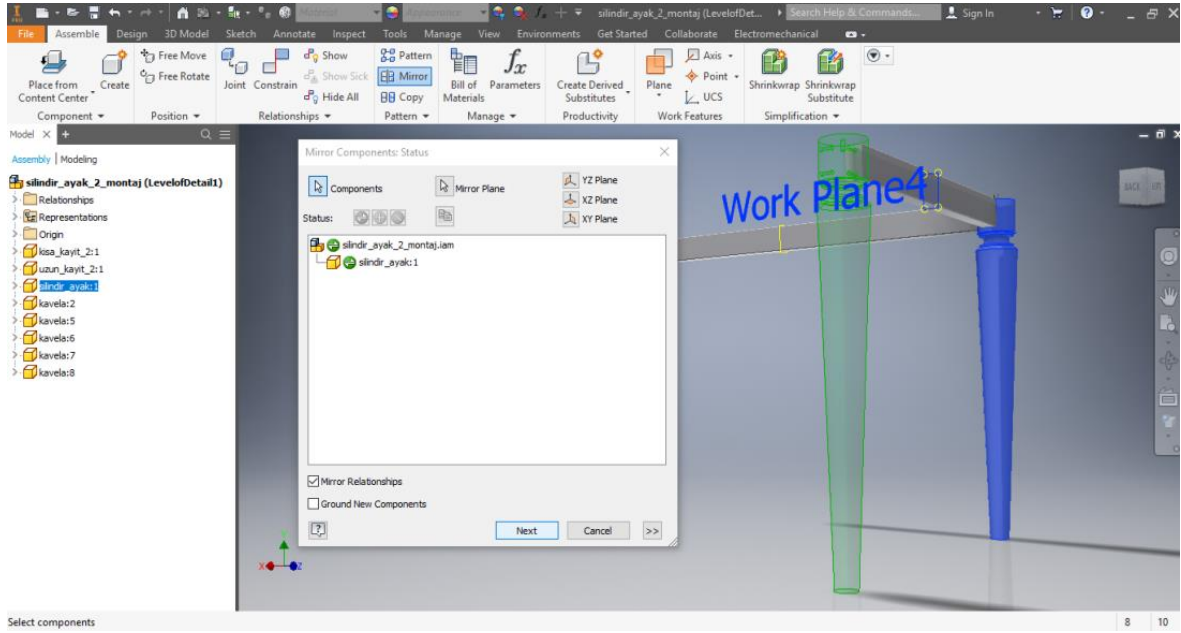 silindir_ayak_2_montaj (LevelofDet...
Search Help & Commands...
Sign In
File Assemble Design 3D Model Sketch Annotate Inspect Tools Manage View Environments Get Started Collaborate Electromechanical
Place from Content Center
Create
Free Move
Free Rotate
Joint
Constrain
Show
Show Sick
Hide All
Pattern
Mirror
Copy
Bill of Materials
Parameters
Create Derived Substitutes
Plane
Axis
Point
UCS
Shrinkwrap
Shrinkwrap Substitute
Component Position Relationships Pattern Manage Productivity Work Features Simplification
Model
Assembly | Modeling
silindir_ayak_2_montaj (LevelofDetail1)
Relationships
Representations
Origin
kisa_kayit_2:1
uzun_kayit_2:1
silindir_ayak:1
kavela:2
kavela:5
kavela:6
kavela:7
kavela:8
Mirror Components: Status
Components
Mirror Plane
YZ Plane
XZ Plane
XY Plane
Status:
silindir_ayak_2_montaj.iam
silindir_ayak:1
Mirror Relationships
Ground New Components
Next
Cancel
>>
Work Plane4
BACK
X
Y
Z
Select components
8 10